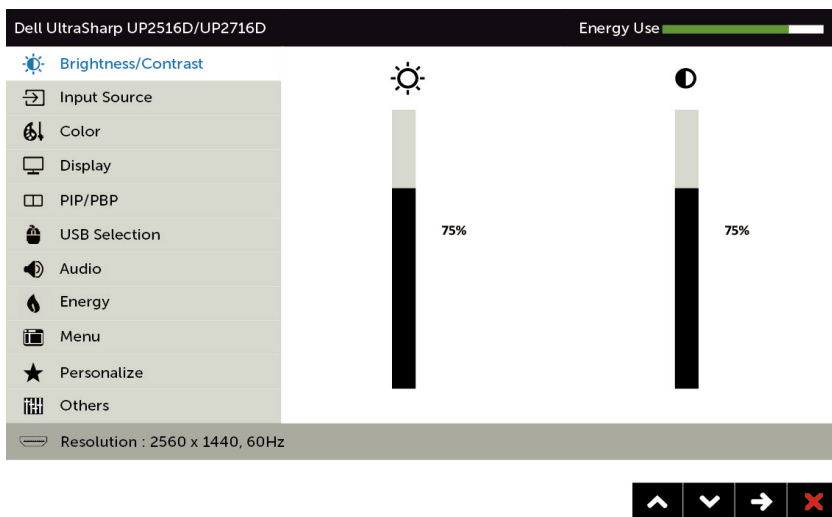 Dell UltraSharp UP2516D/UP2716D Energy Use
Brightness/Contrast
Input Source
Color
Display
PIP/PBP
USB Selection
Audio
Energy
Menu
Personalize
Others
75% 75%
Resolution : 2560 x 1440, 60Hz